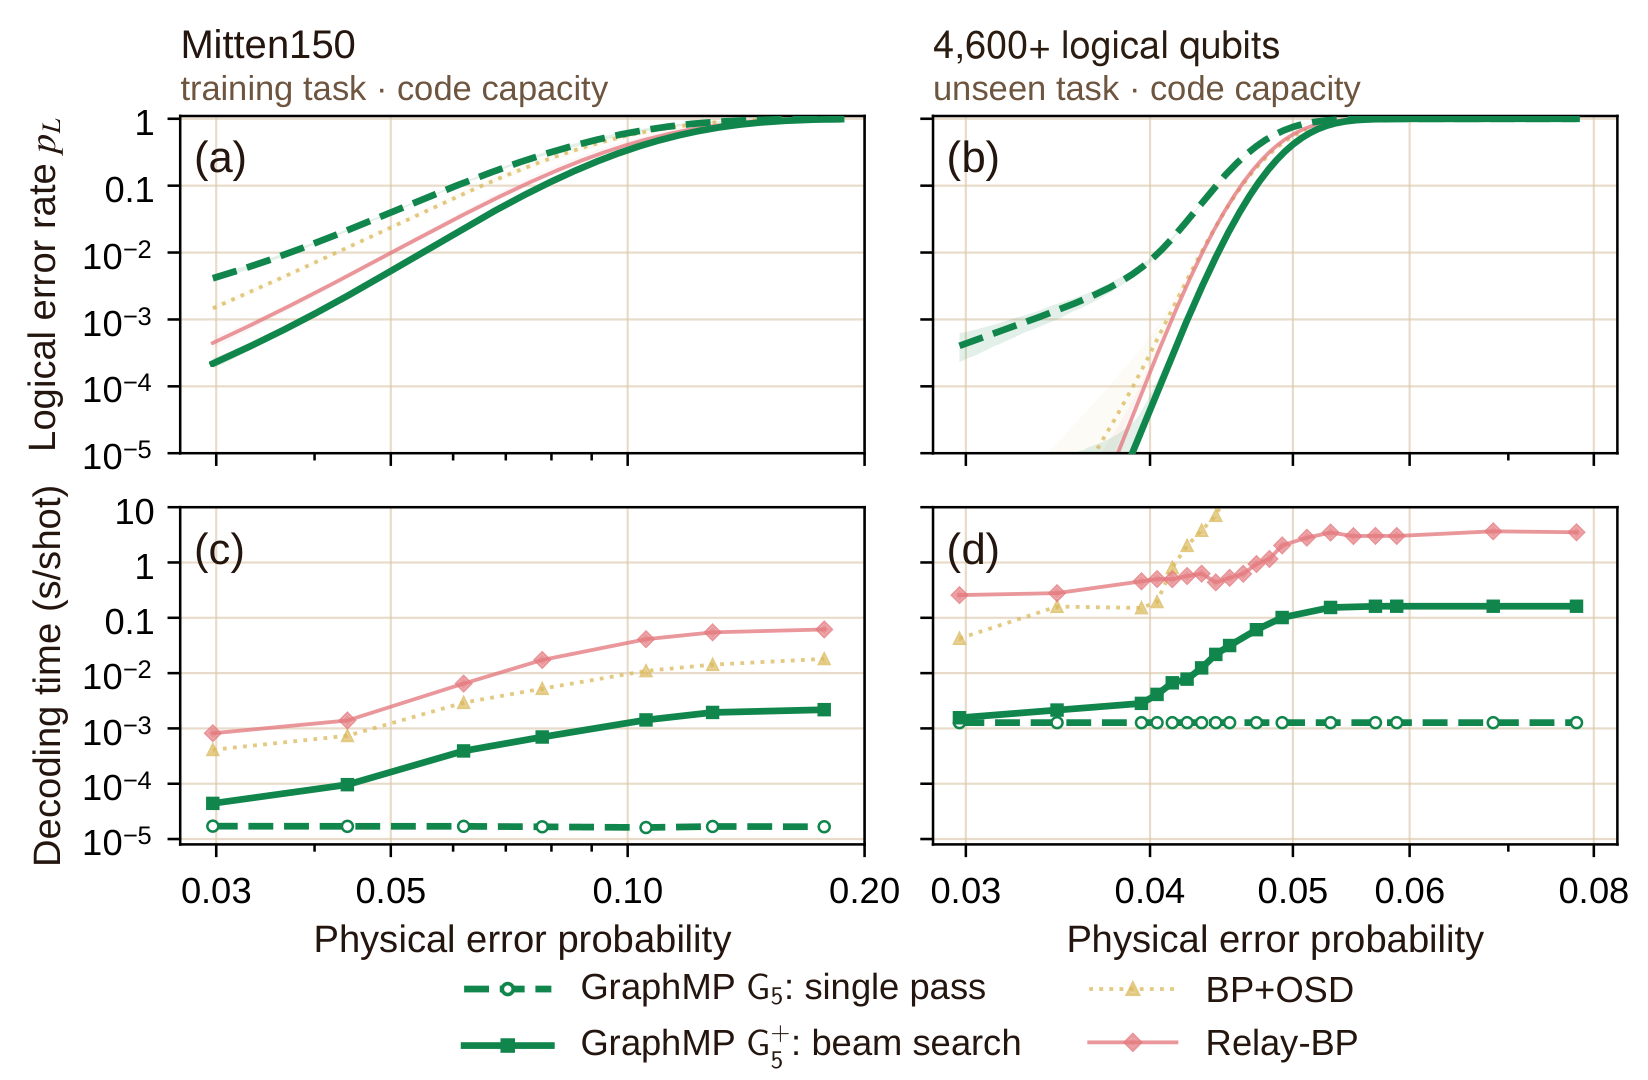 Mitten150
training task · code capacity
4,600+ logical qubits
unseen task · code capacity
Logical error rate p_L
1
0.1
10⁻²
10⁻³
10⁻⁴
10⁻⁵
(a)
(b)
Decoding time (s/shot)
10
1
0.1
10⁻²
10⁻³
10⁻⁴
10⁻⁵
(c)
(d)
0.03 0.05 0.10 0.20
0.03 0.04 0.05 0.06 0.08
Physical error probability
Physical error probability
GraphMP G₅: single pass
BP+OSD
GraphMP G₅⁺: beam search
Relay-BP